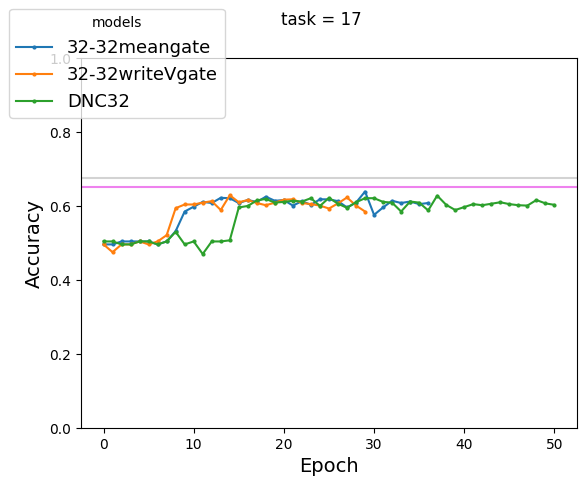 task = 17
models
32-32meangate
32-32writeVgate
DNC32
1.0
0.8
0.6
0.4
0.2
0.0
Accuracy
0 10 20 30 40 50
Epoch